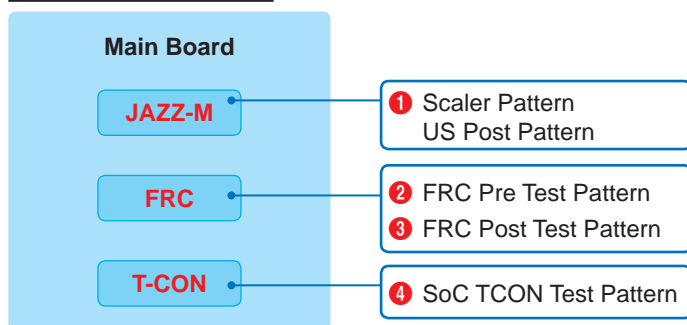 Main Board
JAZZ-M
1 Scaler Pattern
US Post Pattern
FRC
2 FRC Pre Test Pattern
3 FRC Post Test Pattern
T-CON
4 SoC TCON Test Pattern